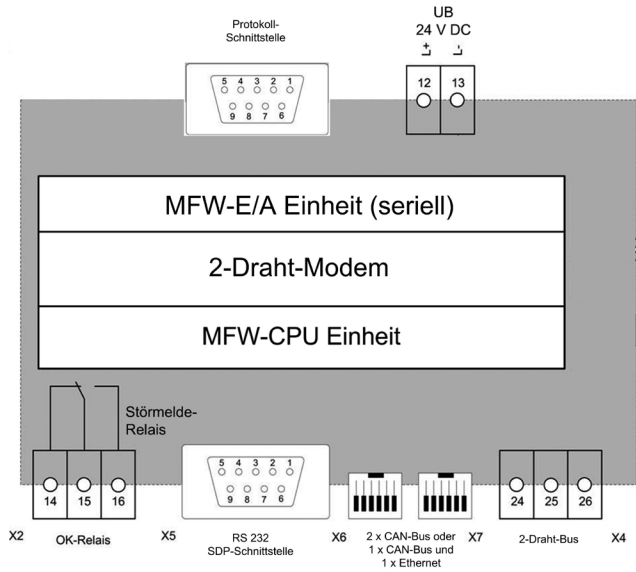 Protokoll-
Schnittstelle
UB
24 V DC
L+ L-
5 4 3 2 1
9 8 7 6
12 13
MFW-E/A Einheit (seriell)
2-Draht-Modem
MFW-CPU Einheit
Störmelde-
Relais
14 15 16
5 4 3 2 1
9 8 7 6
24 25 26
X2 OK-Relais
X5 RS 232
SDP-Schnittstelle
X6 2 x CAN-Bus oder
1 x CAN-Bus und
1 x Ethernet
X7 2-Draht-Bus X4